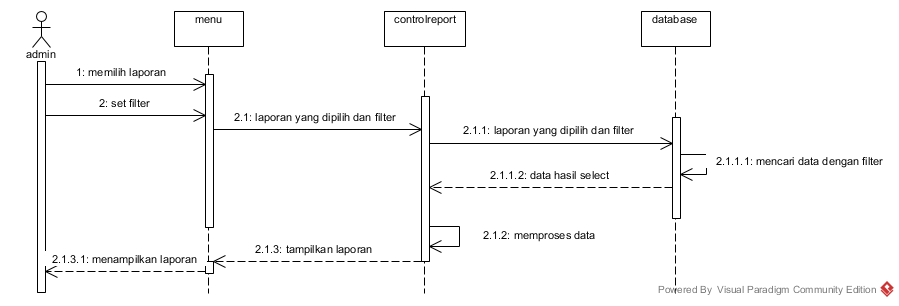 menu
controlreport
database
admin
1: memilih laporan
2: set filter
2.1: laporan yang dipilih dan filter
2.1.1: laporan yang dipilih dan filter
2.1.1.1: mencari data dengan filter
2.1.1.2: data hasil select
2.1.2: memproses data
2.1.3: tampilkan laporan
2.1.3.1: menampilkan laporan
Powered By Visual Paradigm Community Edition